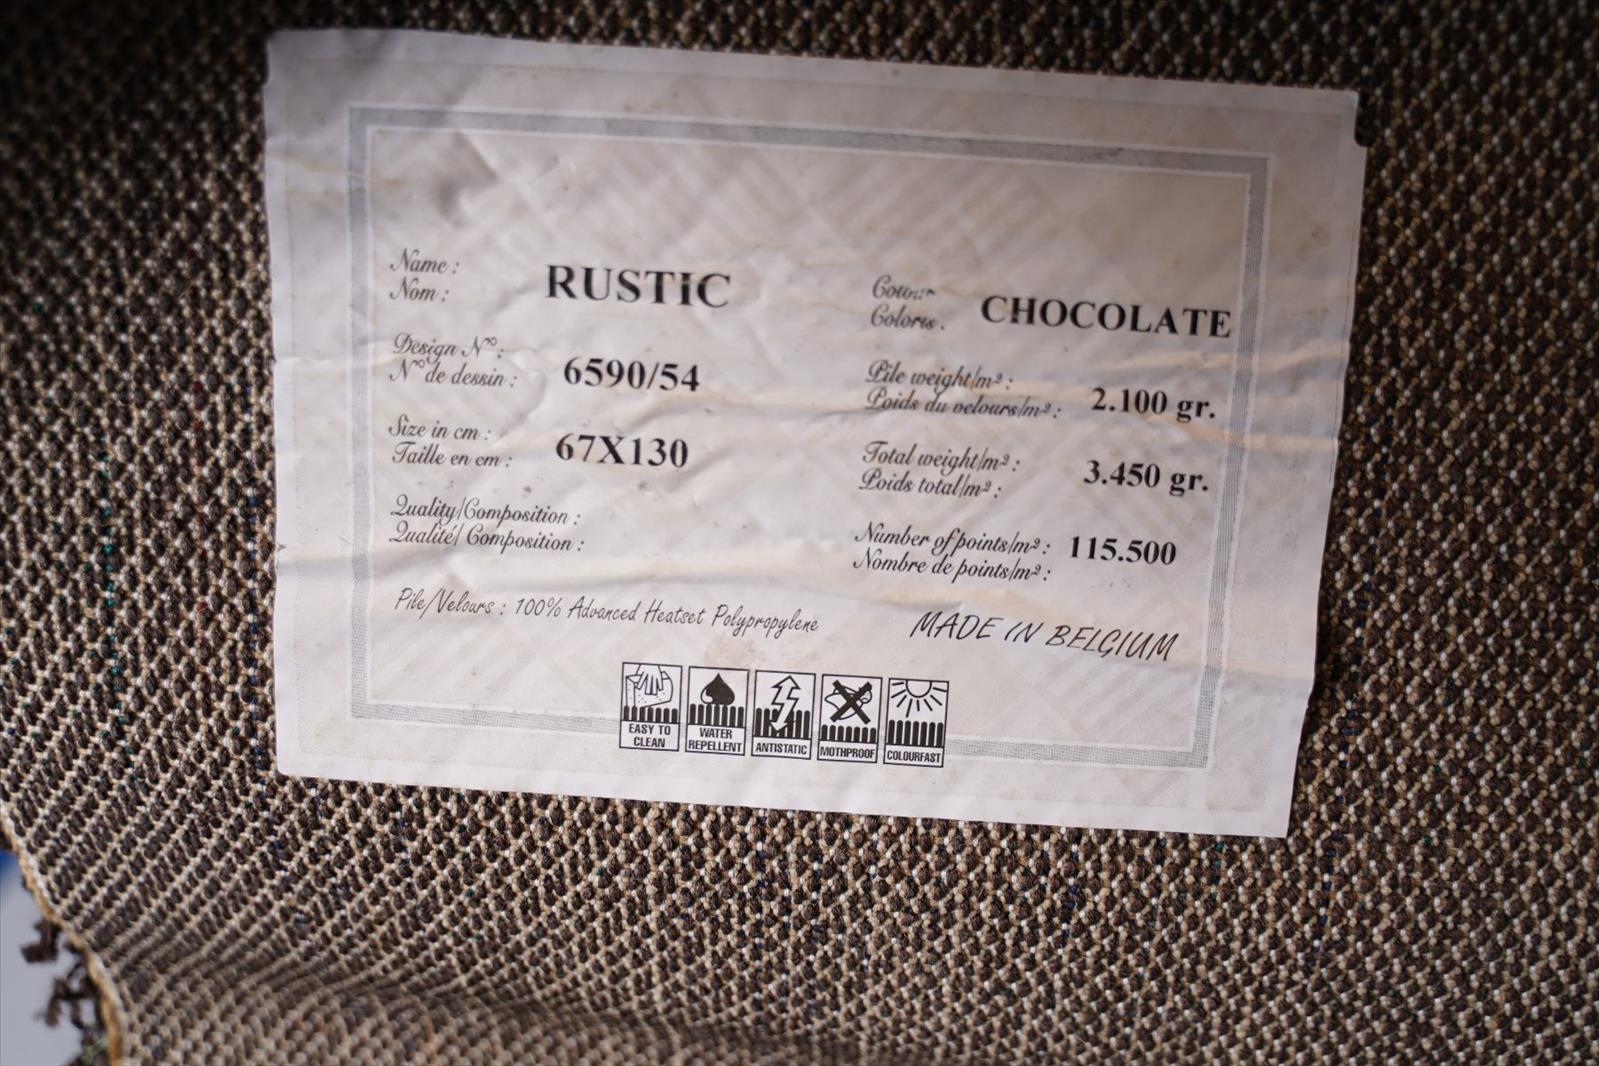 Name :
Nom :
RUSTiC
Design N°:
N° de dessin :
6590/54
Size in cm :
Taille en cm :
67X130
Quality/Composition :
Qualité/ Composition :
Pile/Velours : 100% Advanced Heatset Polypropylene
Coloris :
CHOCOLATE
Pile weight/m² :
Poids du velours/m² :
2.100 gr.
Total weight/m² :
Poids total/m² :
3.450 gr.
Number of points/m² :
Nombre de points/m² :
115.500
MADE IN BELGIUM
EASY TO
CLEAN
WATER
REPELLENT
ANTISTATIC
MOTHPROOF
COLOURFAST